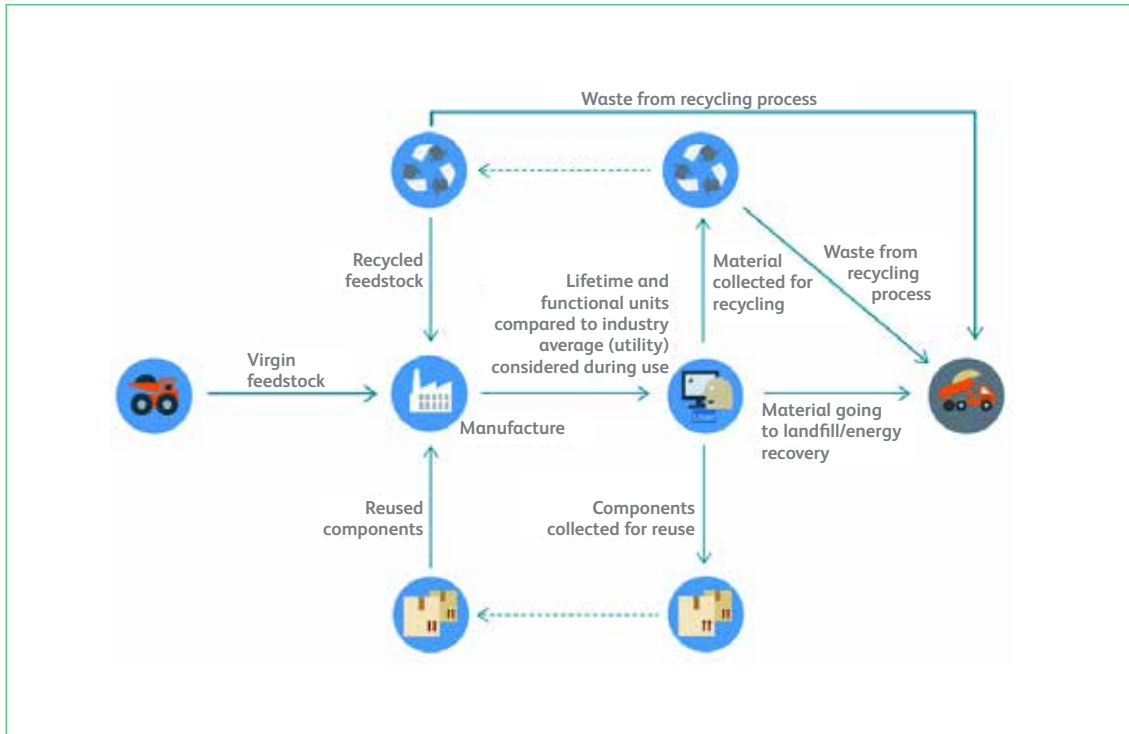 Waste from recycling process
Recycled
feedstock
Lifetime and
functional units
compared to industry
average (utility)
considered during use
Material
collected for
recycling
Waste from
recycling
process
Virgin
feedstock
Manufacture
User
Material going
to landfill/energy
recovery
Reused
components
Components
collected for reuse